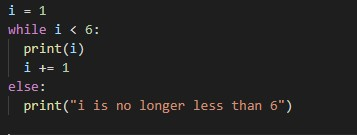 i = 1
while i < 6:
  print(i)
  i += 1
else:
  print("i is no longer less than 6")